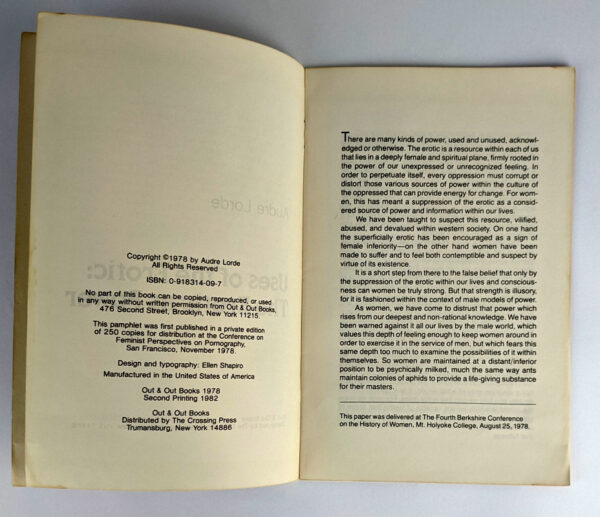 Copyright ©1978 by Audre Lorde
All Rights Reserved
ISBN: 0-918314-09-7
No part of this book can be copied, reproduced, or used
in any way without written permission from Out & Out Books,
476 Second Street, Brooklyn, New York 11215.
This pamphlet was first published in a private edition
of 250 copies for distribution at the Conference on
Feminist Perspectives on Pornography,
San Francisco, November 1978.
Design and typography: Ellen Shapiro
Manufactured in the United States of America
Out & Out Books 1978
Second Printing 1982
Out & Out Books
Distributed by The Crossing Press
Trumansburg, New York 14886
There are many kinds of power, used and unused, acknowl-
edged or otherwise. The erotic is a resource within each of us
that lies in a deeply female and spiritual plane, firmly rooted in
the power of our unexpressed or unrecognized feeling. In
order to perpetuate itself, every oppression must corrupt or
distort those various sources of power within the culture of
the oppressed that can provide energy for change. For wom-
en, this has meant a suppression of the erotic as a consid-
ered source of power and information within our lives.
We have been taught to suspect this resource, vilified,
abused, and devalued within western society. On one hand
the superficially erotic has been encouraged as a sign of
female inferiority—on the other hand women have been
made to suffer and to feel both contemptible and suspect by
virtue of its existence.
It is a short step from there to the false belief that only by
the suppression of the erotic within our lives and conscious-
ness can women be truly strong. But that strength is illusory,
for it is fashioned within the context of male models of power.
As women, we have come to distrust that power which
rises from our deepest and non-rational knowledge. We have
been warned against it all our lives by the male world, which
values this depth of feeling enough to keep women around in
order to exercise it in the service of men, but which fears this
same depth too much to examine the possibilities of it within
themselves. So women are maintained at a distant/inferior
position to be psychically milked, much the same way ants
maintain colonies of aphids to provide a life-giving substance
for their masters.
This paper was delivered at The Fourth Berkshire Conference
on the History of Women, Mt. Holyoke College, August 25, 1978.